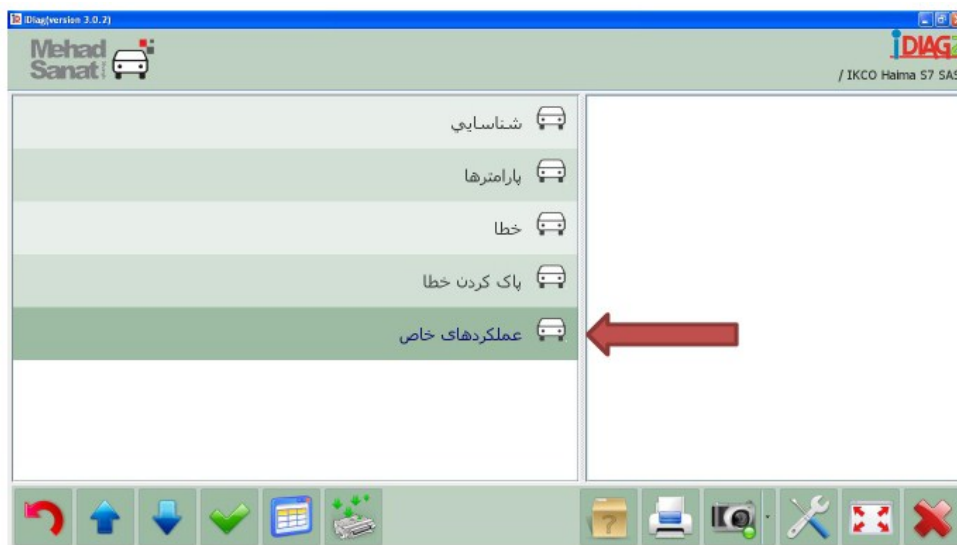 iDiag(version 3.0.2)
Mehad
Sanat
iDIAG
/ IKCO Haima S7 SAS
شناسايي
پارامترها
خطا
پاک کردن خطا
عملکردهای خاص
?